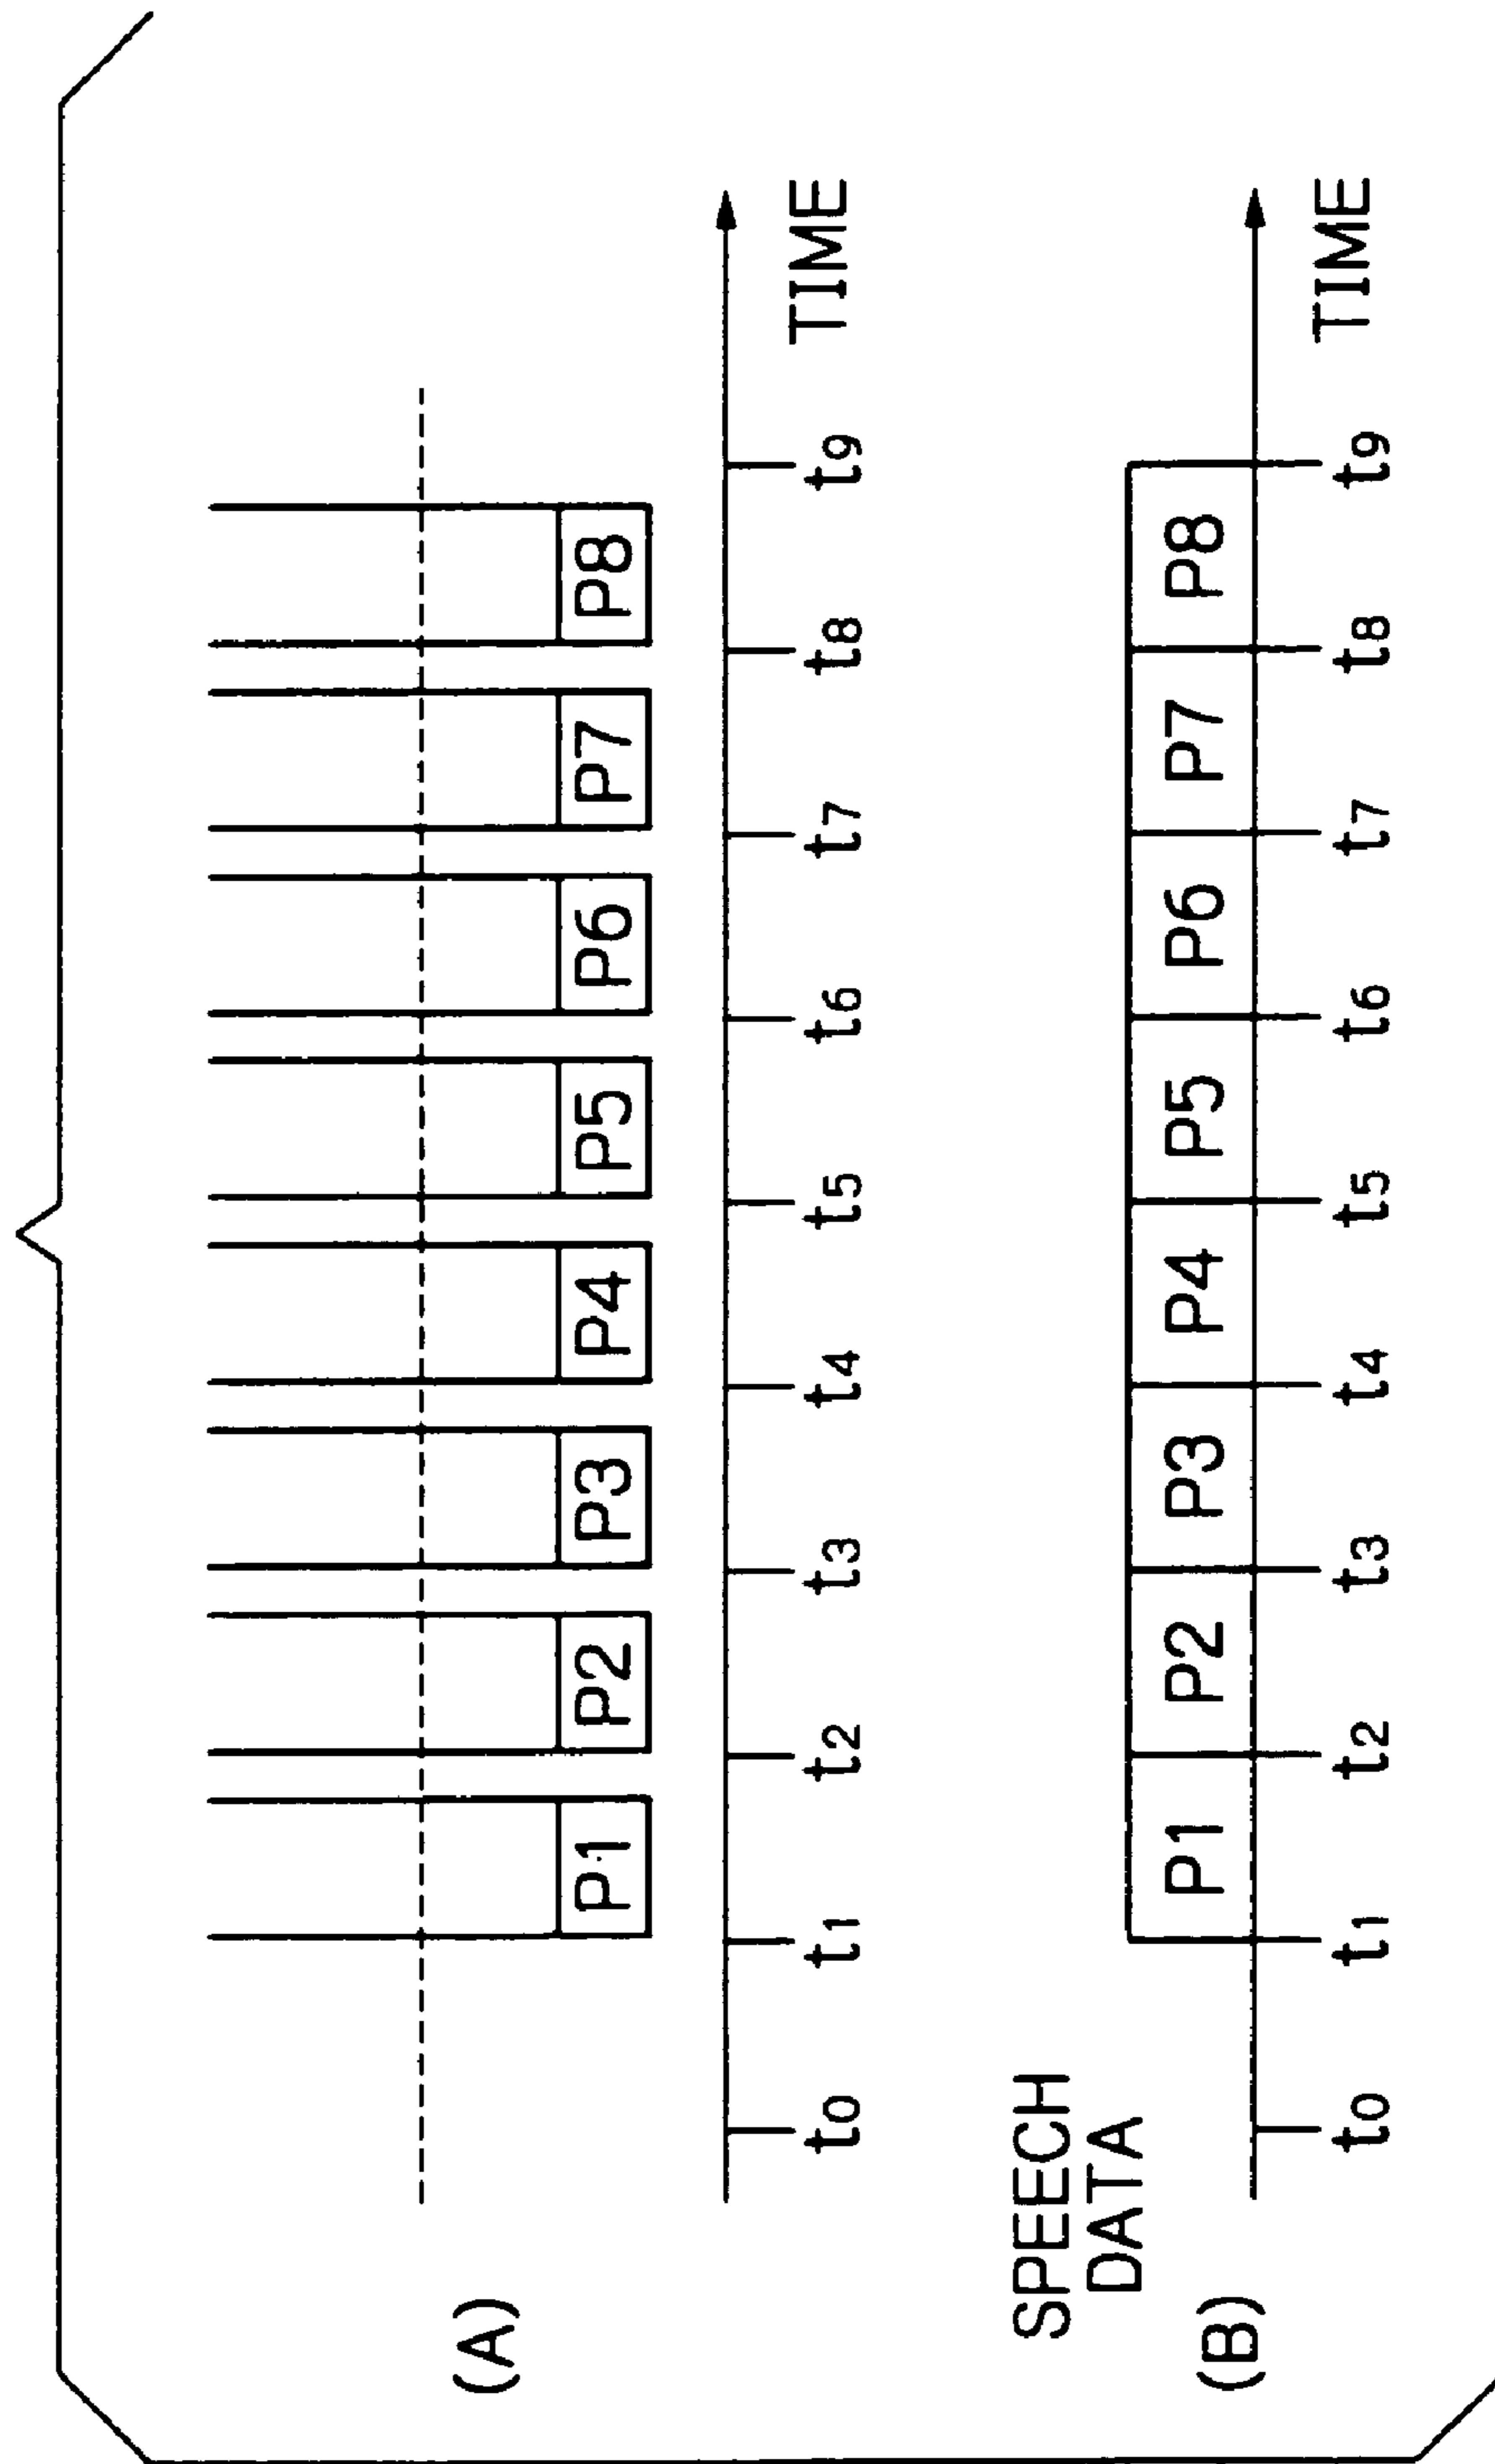 (A)
P1 P2 P3 P4 P5 P6 P7 P8
t0 t1 t2 t3 t4 t5 t6 t7 t8 t9
TIME
SPEECH
DATA
(B)
P1 P2 P3 P4 P5 P6 P7 P8
t0 t1 t2 t3 t4 t5 t6 t7 t8 t9
TIME